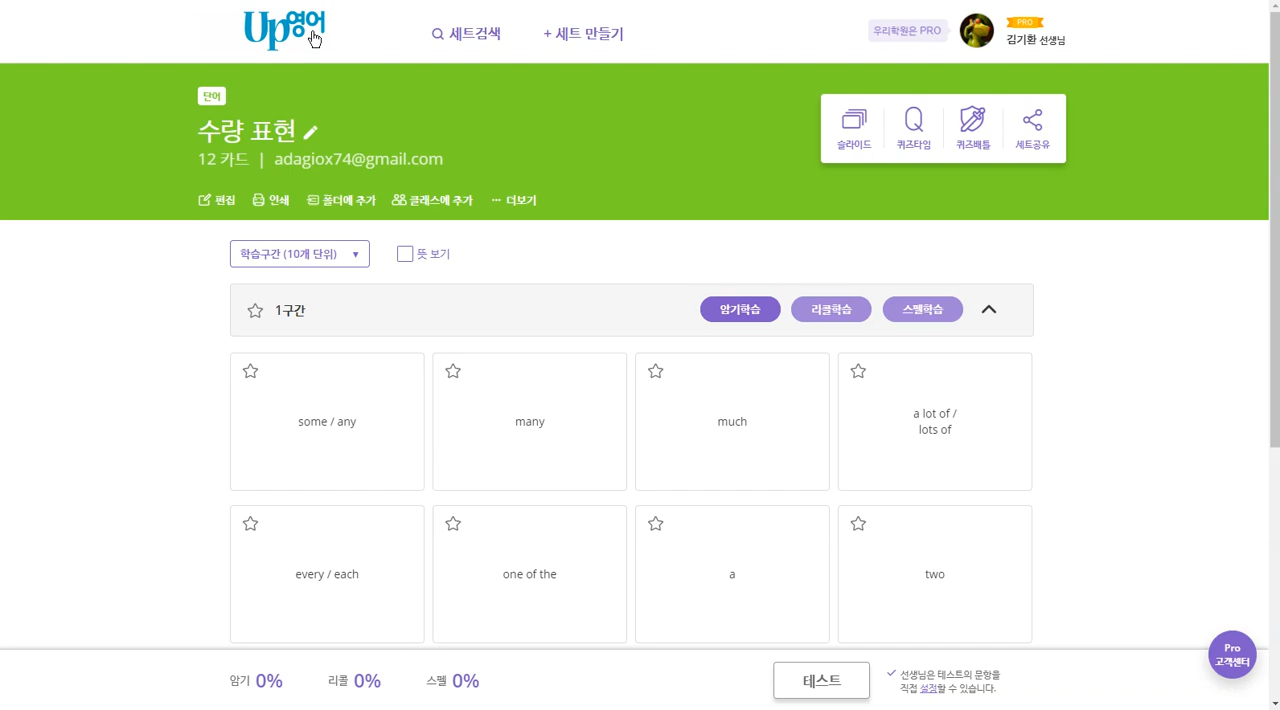 Up영어
세트검색
+ 세트 만들기
우리학원은 PRO
PRO
김기환 선생님
단어
수량 표현
12 카드 | adagiox74@gmail.com
슬라이드
퀴즈타임
퀴즈배틀
세트공유
편집
인쇄
폴더에 추가
클래스에 추가
··· 더보기
학습구간 (10개 단위) ▼
뜻 보기
1구간
암기학습
리콜학습
스펠학습
some / any
many
much
a lot of /
lots of
every / each
one of the
a
two
암기 0%
리콜 0%
스펠 0%
테스트
선생님은 테스트의 문항을
직접 설정할 수 있습니다.
Pro
고객센터